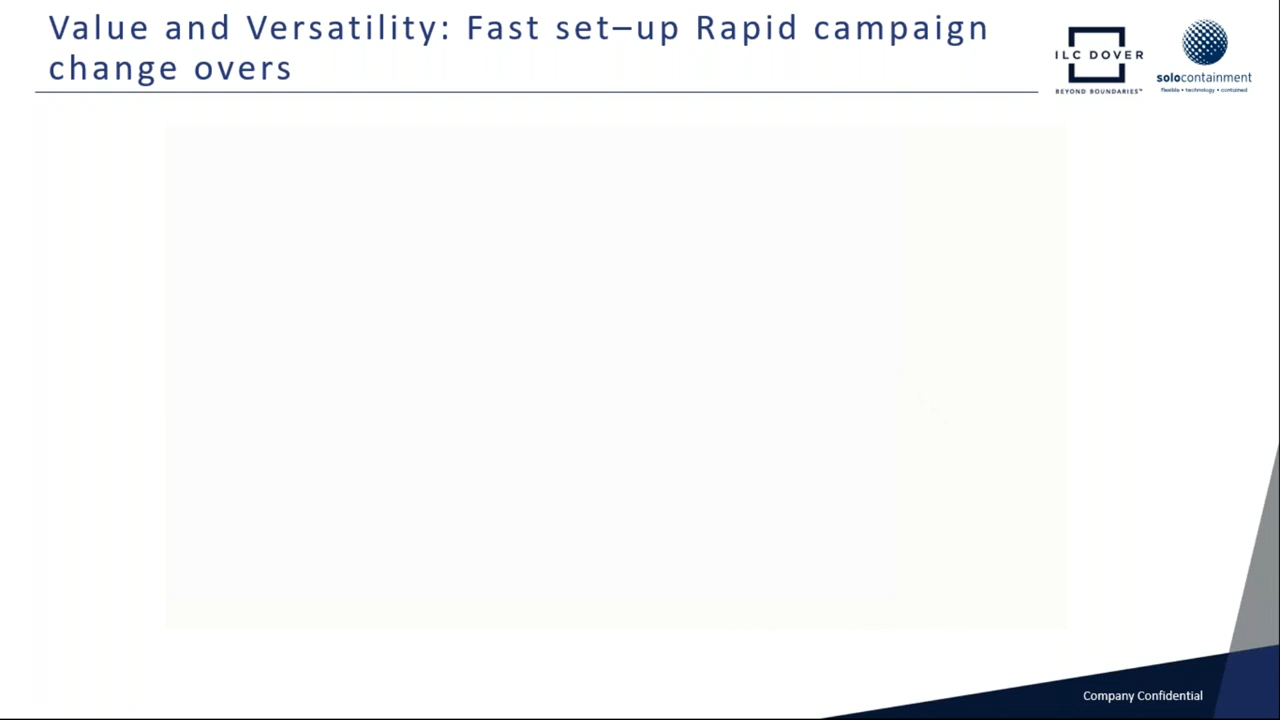 Value and Versatility: Fast set–up Rapid campaign
change overs
ILC DOVER
BEYOND BOUNDARIES™
solocontainment
flexible • technology • contained
Company Confidential